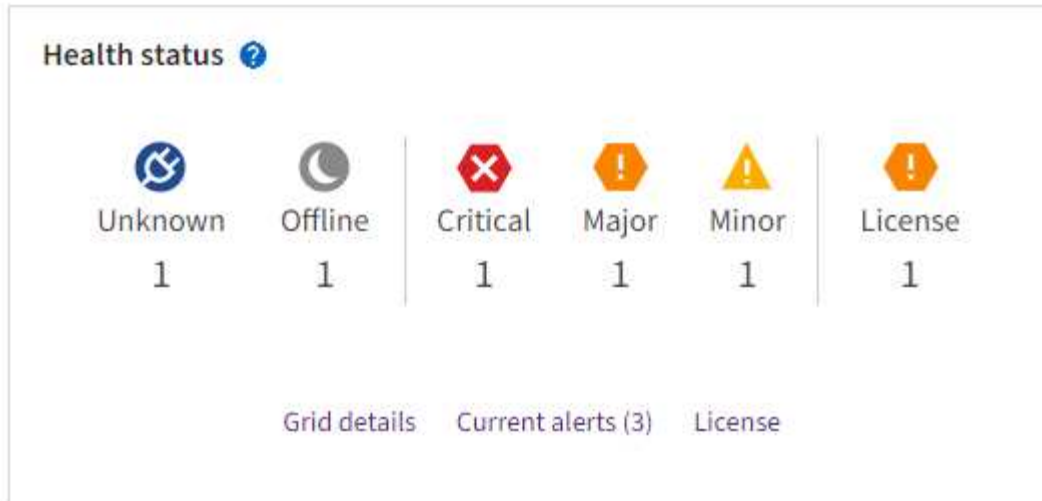 Health status ?
Unknown Offline Critical Major Minor License
1 1 1 1 1 1
Grid details Current alerts (3) License